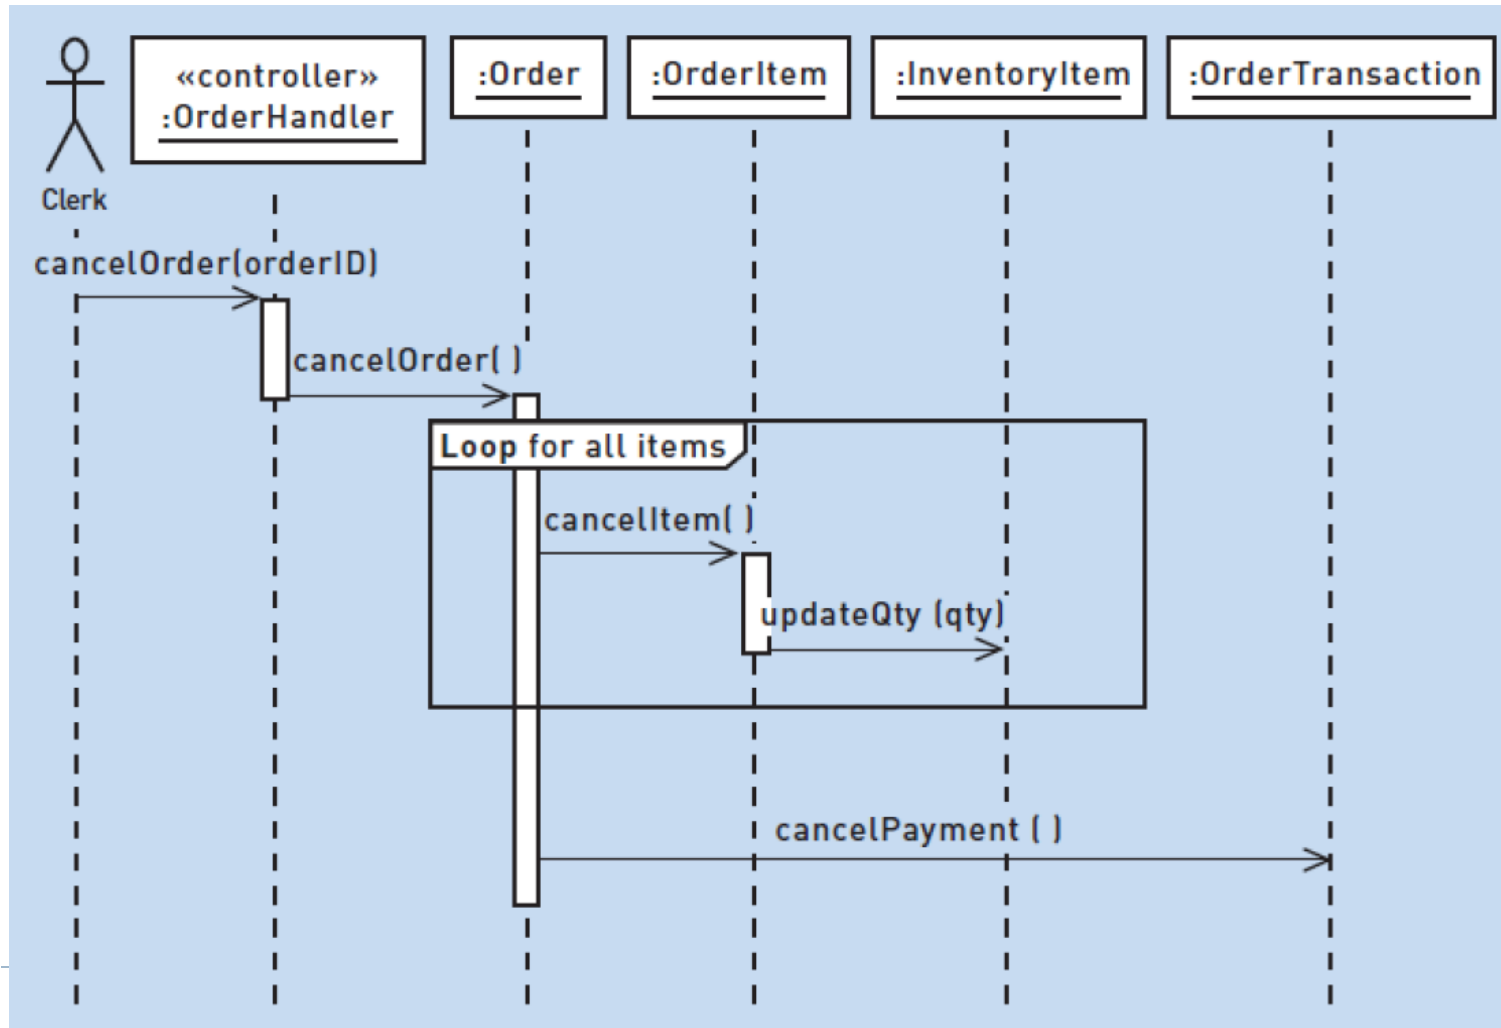 «controller»
:OrderHandler
:Order
:OrderItem
:InventoryItem
:OrderTransaction
Clerk
cancelOrder(orderID)
cancelOrder( )
Loop for all items
cancelItem( )
updateQty (qty)
cancelPayment ( )